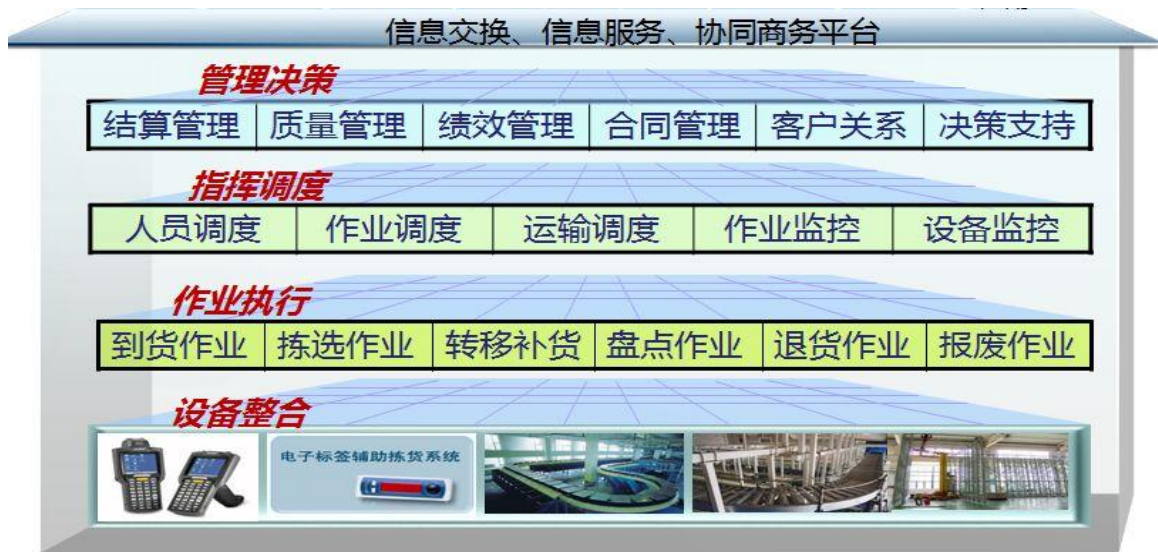 信息交换、信息服务、协同商务平台
管理决策
结算管理 质量管理 绩效管理 合同管理 客户关系 决策支持
指挥调度
人员调度 作业调度 运输调度 作业监控 设备监控
作业执行
到货作业 拣选作业 转移补货 盘点作业 退货作业 报废作业
设备整合
电子标签辅助拣货系统